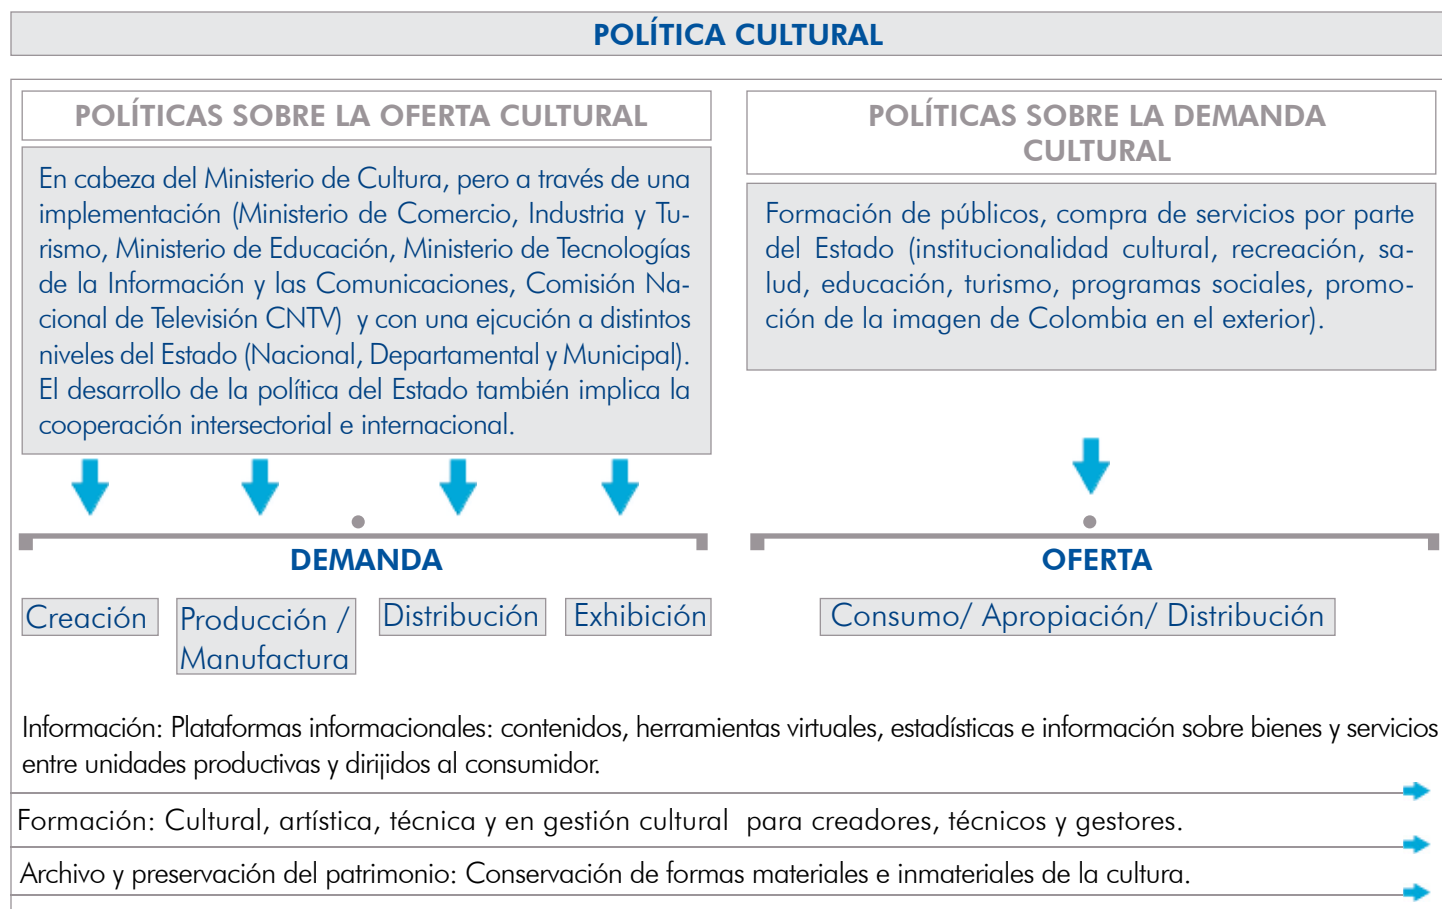 POLÍTICA CULTURAL
POLÍTICAS SOBRE LA OFERTA CULTURAL
En cabeza del Ministerio de Cultura, pero a través de una
implementación (Ministerio de Comercio, Industria y Tu-
rismo, Ministerio de Educación, Ministerio de Tecnologías
de la Información y las Comunicaciones, Comisión Na-
cional de Televisión CNTV)  y con una ejcución a distintos
niveles del Estado (Nacional, Departamental y Municipal).
El desarrollo de la política del Estado también implica la
cooperación intersectorial e internacional.
POLÍTICAS SOBRE LA DEMANDA
CULTURAL
Formación de públicos, compra de servicios por parte
del Estado (institucionalidad cultural, recreación, sa-
lud, educación, turismo, programas sociales, promo-
ción de la imagen de Colombia en el exterior).
DEMANDA
Creación
Producción /
Manufactura
Distribución
Exhibición
OFERTA
Consumo/ Apropiación/ Distribución
Información: Plataformas informacionales: contenidos, herramientas virtuales, estadísticas e información sobre bienes y servicios
entre unidades productivas y dirijidos al consumidor.
Formación: Cultural, artística, técnica y en gestión cultural  para creadores, técnicos y gestores.
Archivo y preservación del patrimonio: Conservación de formas materiales e inmateriales de la cultura.